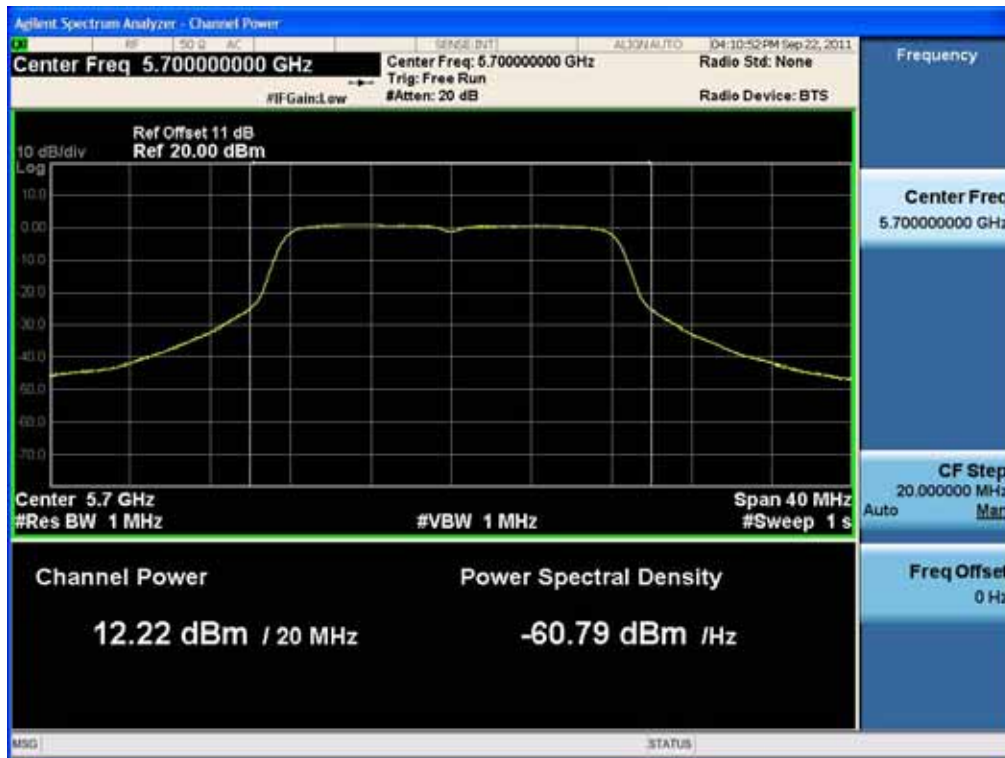 Agilent Spectrum Analyzer - Channel Power
RF 50 Ω AC SENSE:INT ALIGN AUTO 04:10:52 PM Sep 22, 2011
Center Freq 5.700000000 GHz
Center Freq: 5.700000000 GHz
Radio Std: None
Trig: Free Run
#IFGain:Low
#Atten: 20 dB
Radio Device: BTS
Ref Offset 11 dB
10 dB/div Ref 20.00 dBm
Log
10.0
0.00
-10.0
-20.0
-30.0
-40.0
-50.0
-60.0
-70.0
Center 5.7 GHz Span 40 MHz
#Res BW 1 MHz #VBW 1 MHz #Sweep 1 s
Channel Power
Power Spectral Density
12.22 dBm / 20 MHz
-60.79 dBm /Hz
MSG STATUS
Frequency
Center Freq
5.700000000 GHz
CF Step
20.000000 MHz
Auto Man
Freq Offset
0 Hz